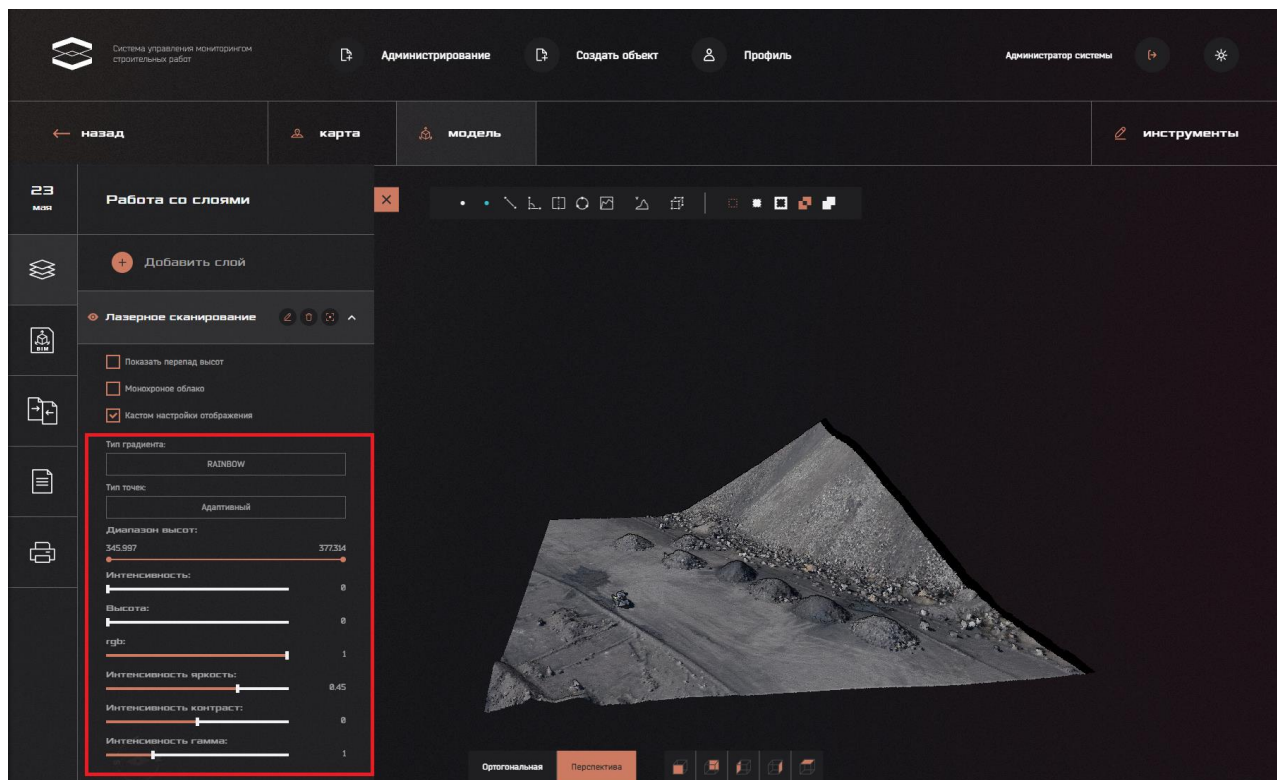 Система управления мониторингом
строительных работ
Администрирование
Создать объект
Профиль
Администратор системы
назад
карта
модель
инструменты
23
мая
Работа со слоями
Добавить слой
Лазерное сканирование
BIM
Показать перепад высот
Монохроное облако
Кастом настройки отображения
Тип градиента:
RAINBOW
Тип точек:
Адаптивный
Диапазон высот:
345.997 377.314
Интенсивность:
0
Высота:
0
rgb:
1
Интенсивность яркость:
0.45
Интенсивность контраст:
0
Интенсивность гамма:
1
Ортогональная
Перспектива